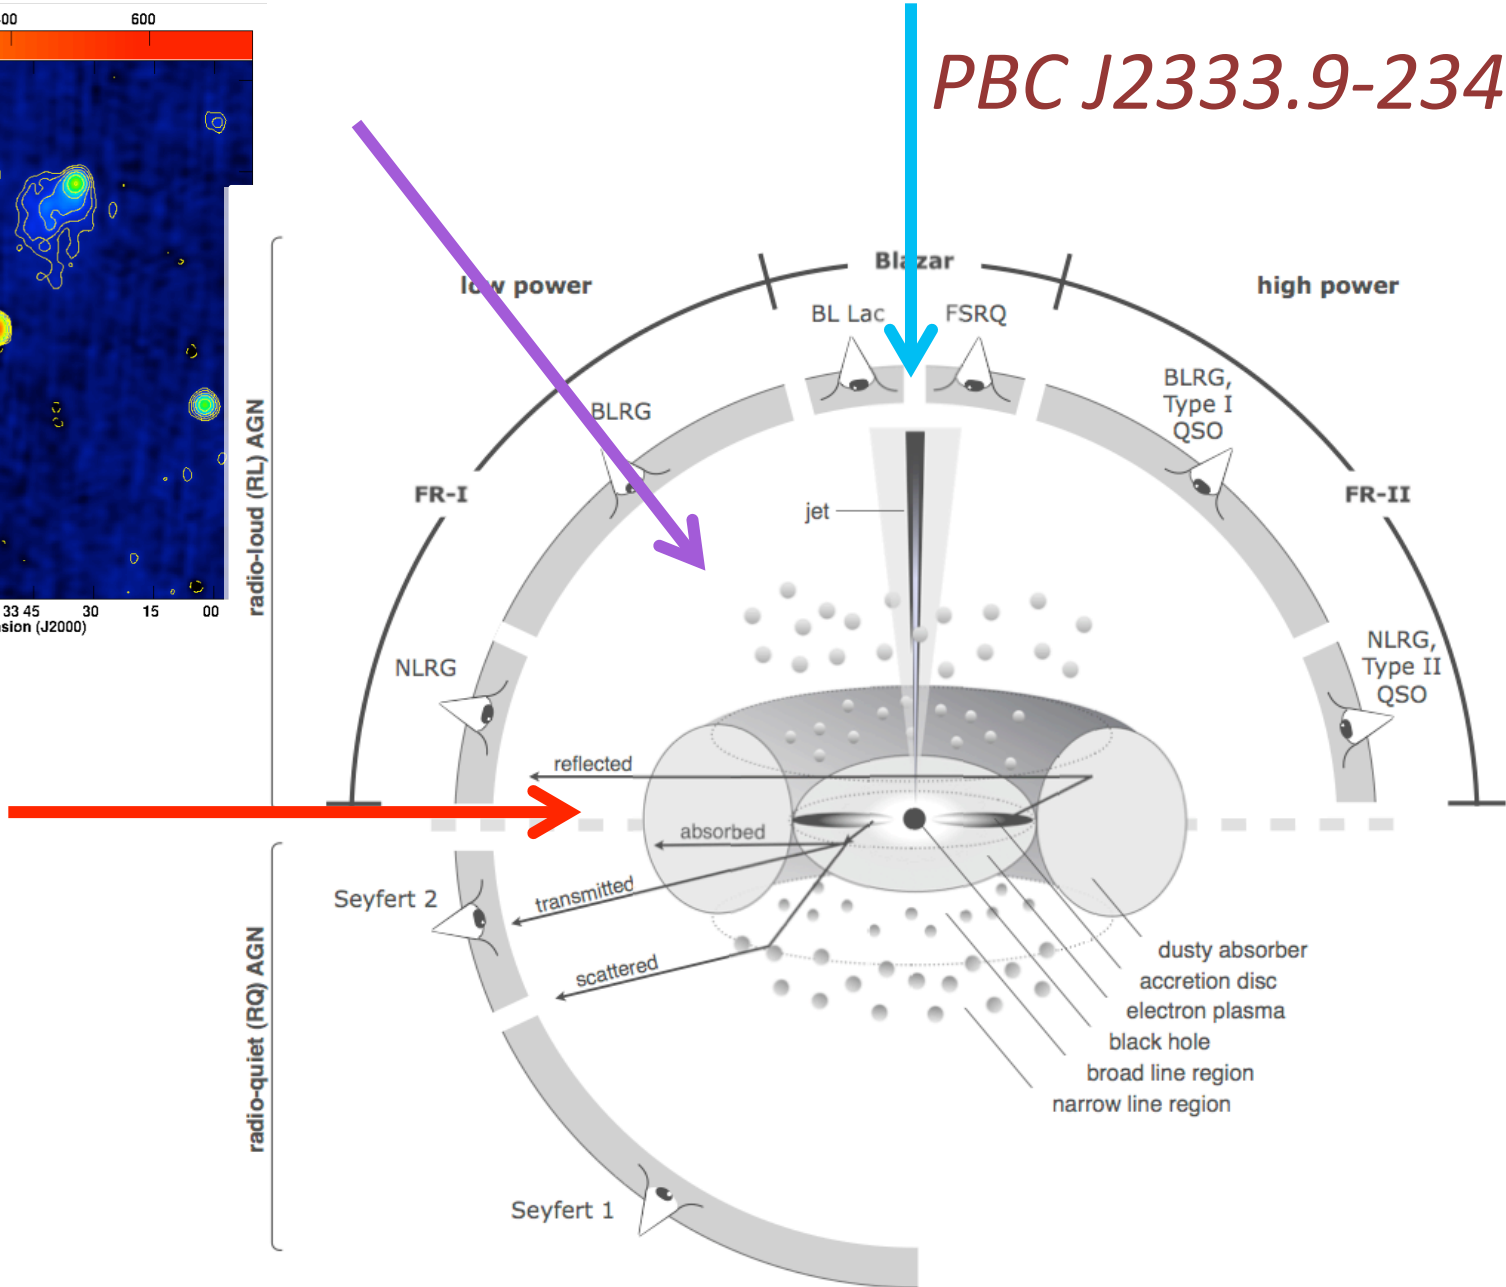 600
PBC J2333.9-234
Blazar
low power
high power
BL Lac
FSRQ
BLRG
BLRG,
Type I
QSO
FR-I
FR-II
jet
radio-loud (RL) AGN
33 45 30 15 00
(J2000)
NLRG
NLRG,
Type II
QSO
reflected
absorbed
transmitted
scattered
Seyfert 2
radio-quiet (RQ) AGN
dusty absorber
accretion disc
electron plasma
black hole
broad line region
narrow line region
Seyfert 1